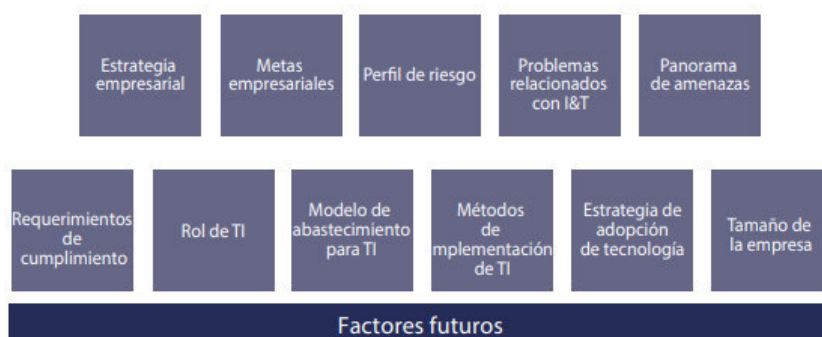 Estrategia
empresarial
Metas
empresariales
Perfil de riesgo
Problemas
relacionados
con I&T
Panorama
de amenazas
Requerimientos
de
cumplimiento
Rol de TI
Modelo de
abastecimiento
para TI
Métodos
de
mplementación
de TI
Estrategia de
adopción
de tecnología
Tamaño de
la empresa
Factores futuros